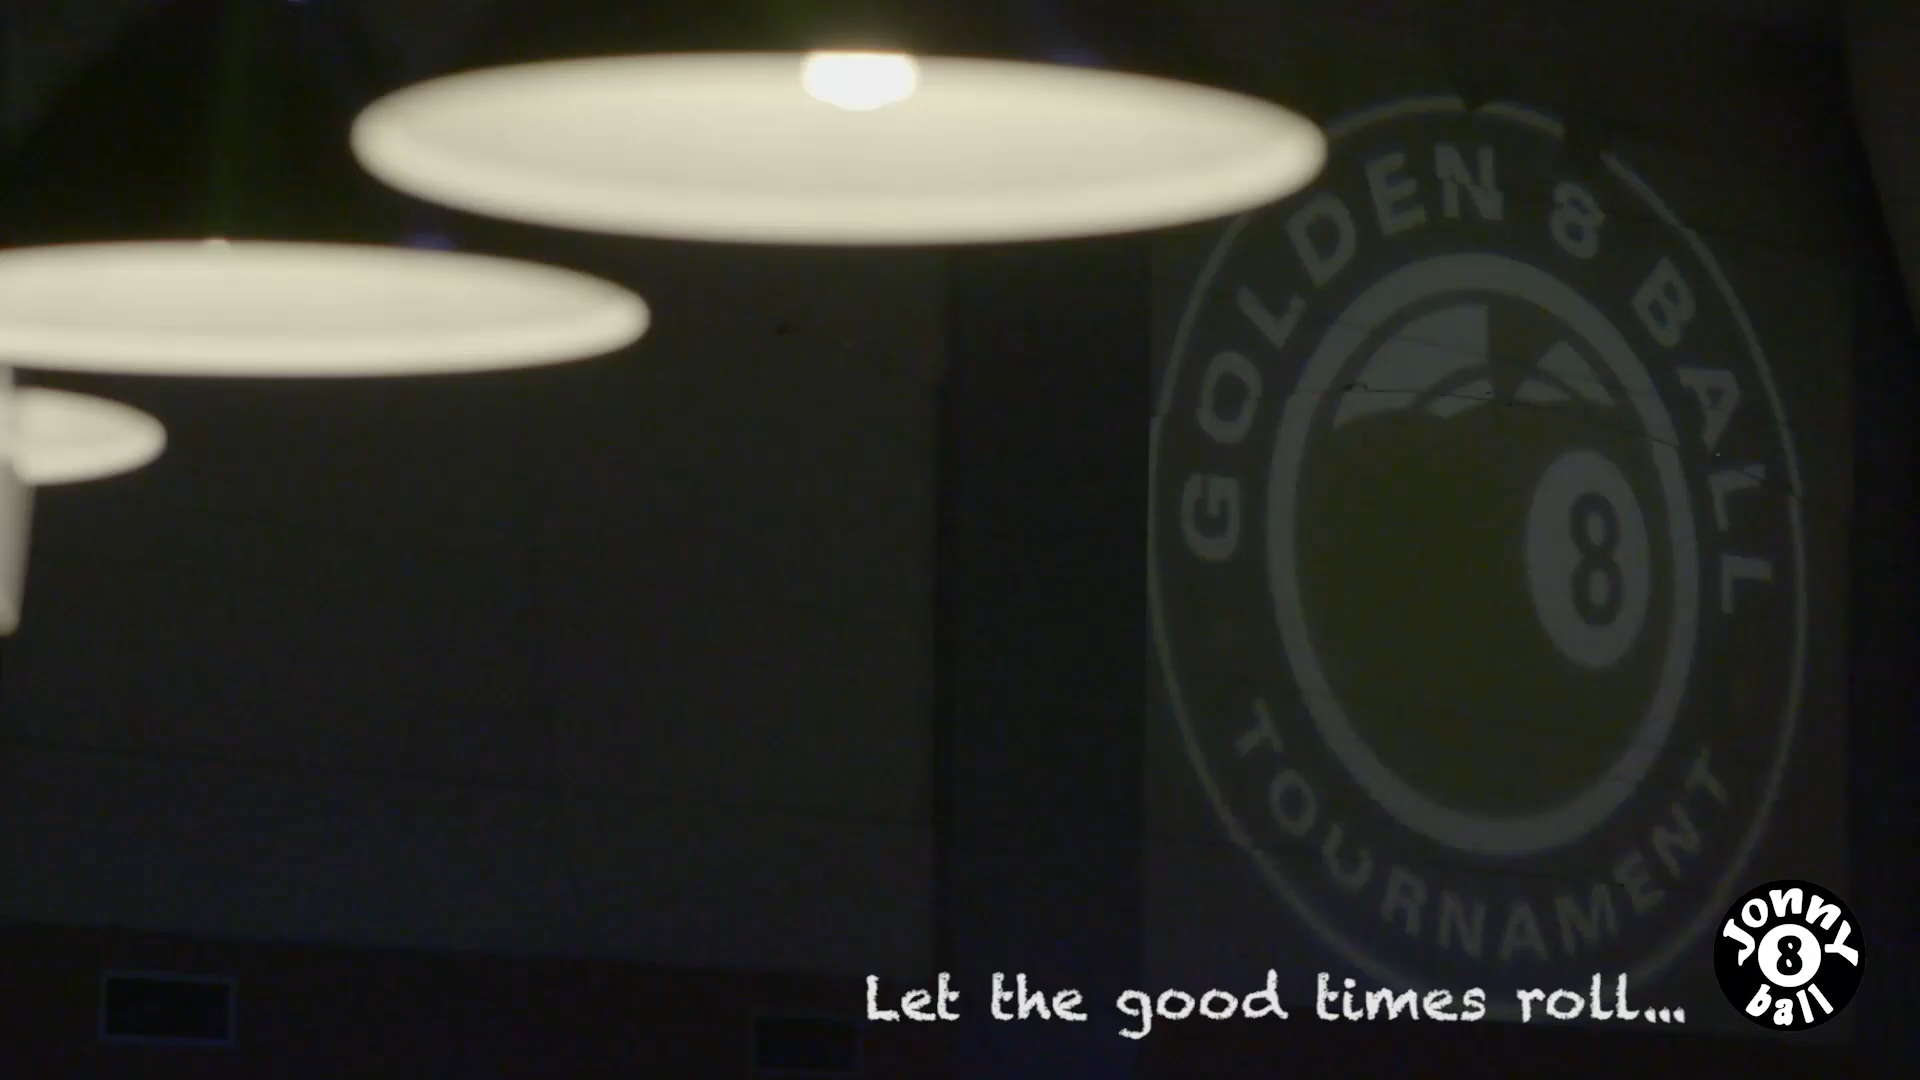 GOLDEN 8 BALL
8
TOURNAMENT
Let the good times roll...
Jonny
8
ball